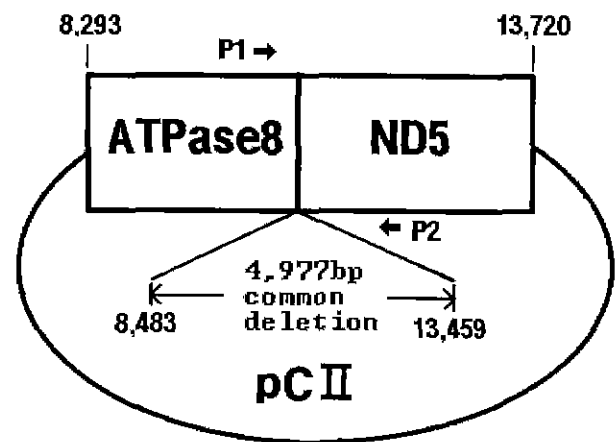 8,293
P1 →
13,720
ATPase8
ND5
← P2
4,977bp
common
deletion
8,483
13,459
pCⅡ